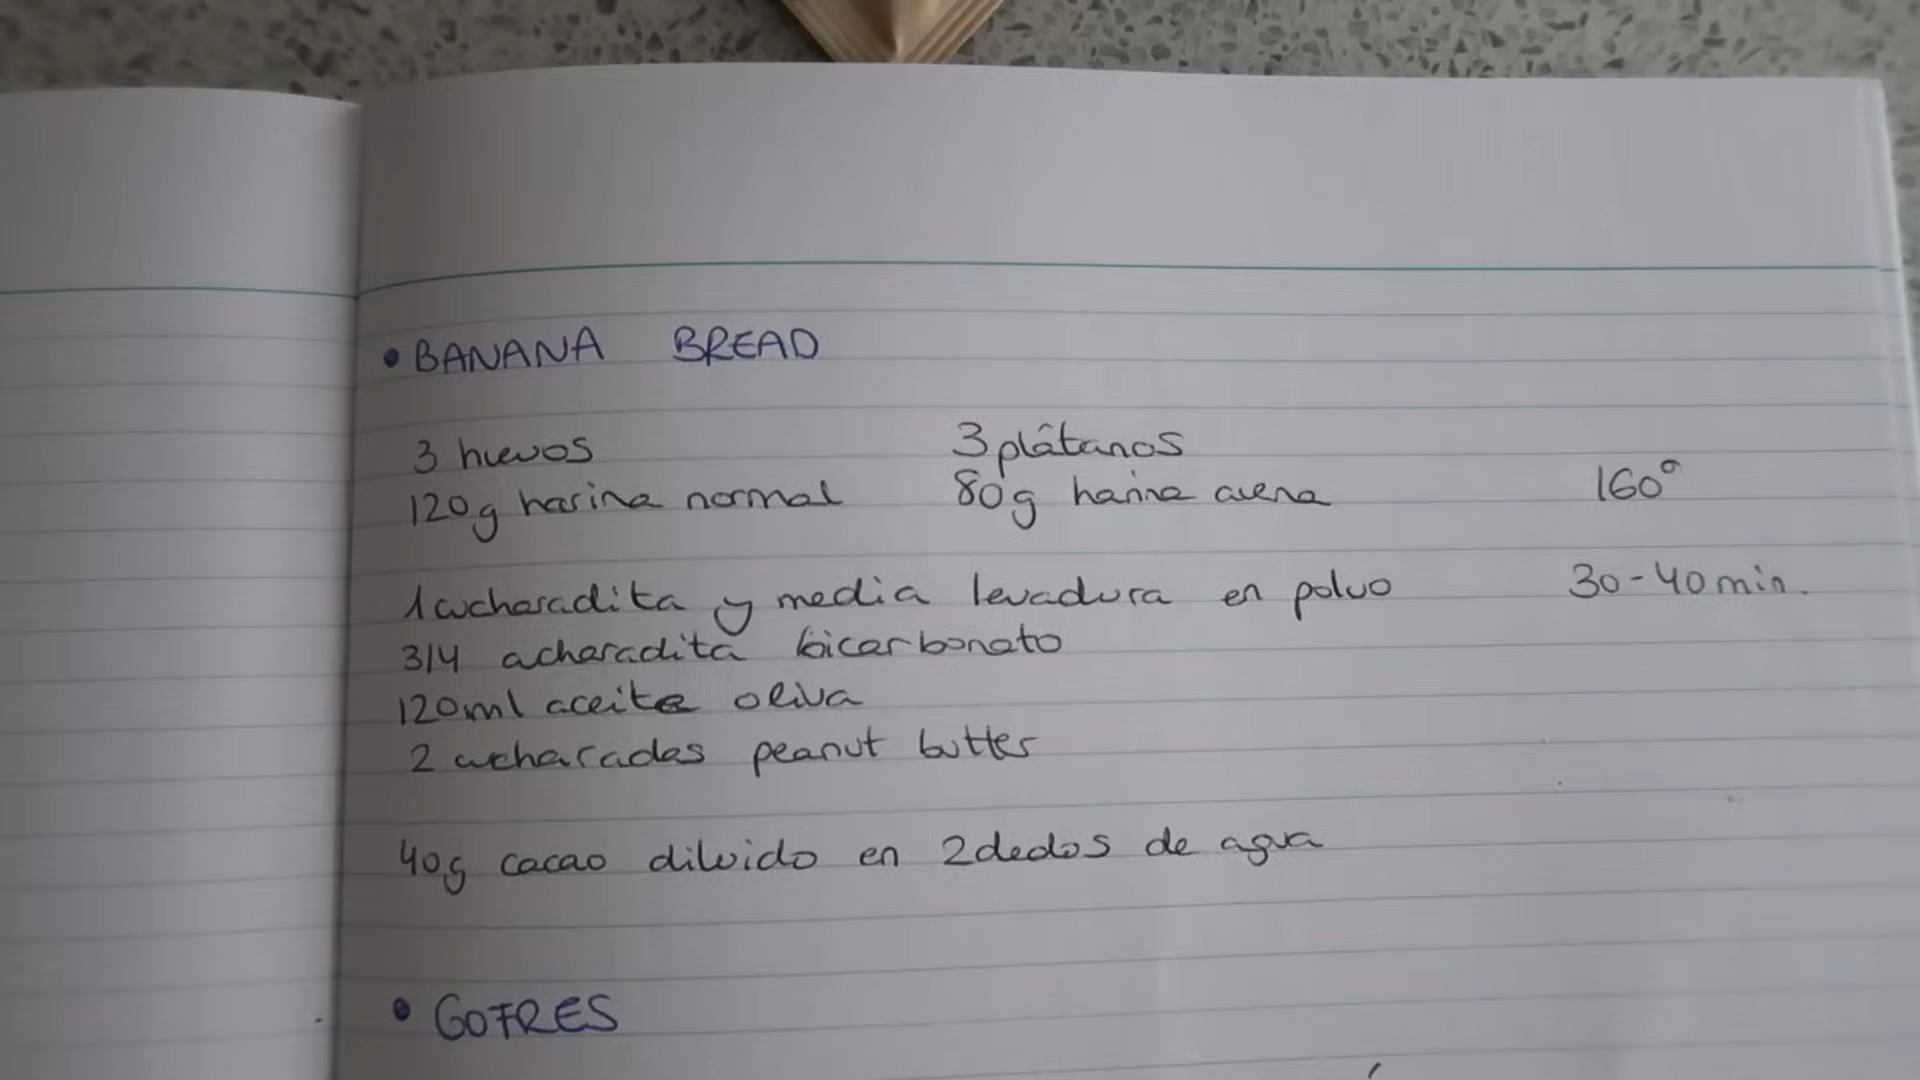 • BANANA BREAD
3 huevos 3 plátanos
120g harina normal 80g harina avena 160º
1 cucharadita y media levadura en polvo 30-40 min.
3/4 cucharadita bicarbonato
120ml aceite oliva
2 cucharadas peanut butter
40g cacao diluido en 2 dedos de agua
• GOFRES